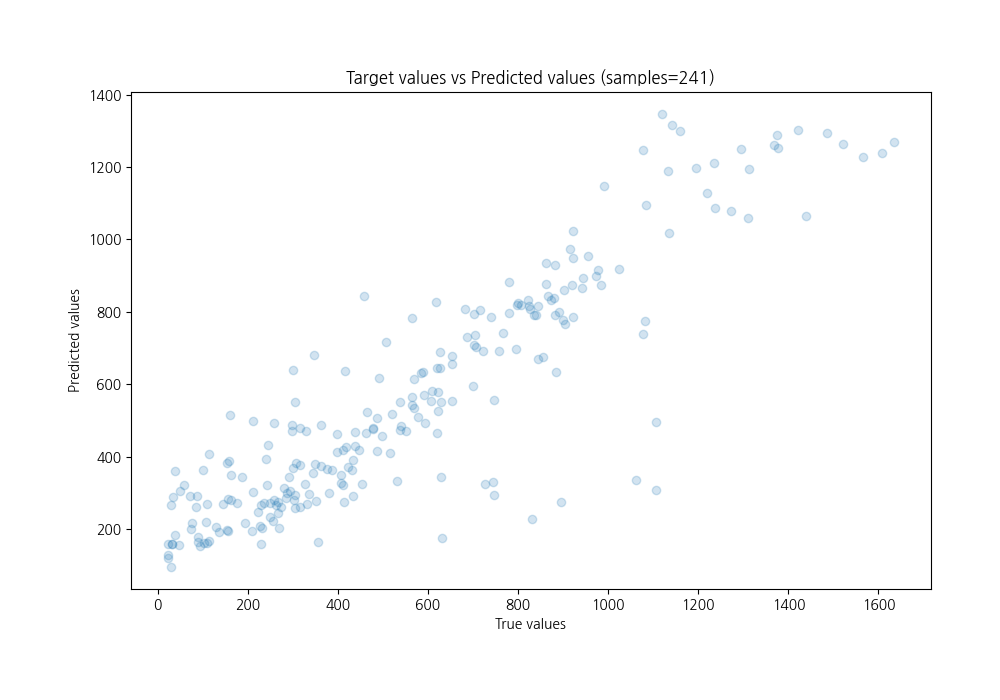 Target values vs Predicted values (samples=241)
1400
1200
1000
800
600
400
200
Predicted values
0 200 400 600 800 1000 1200 1400 1600
True values